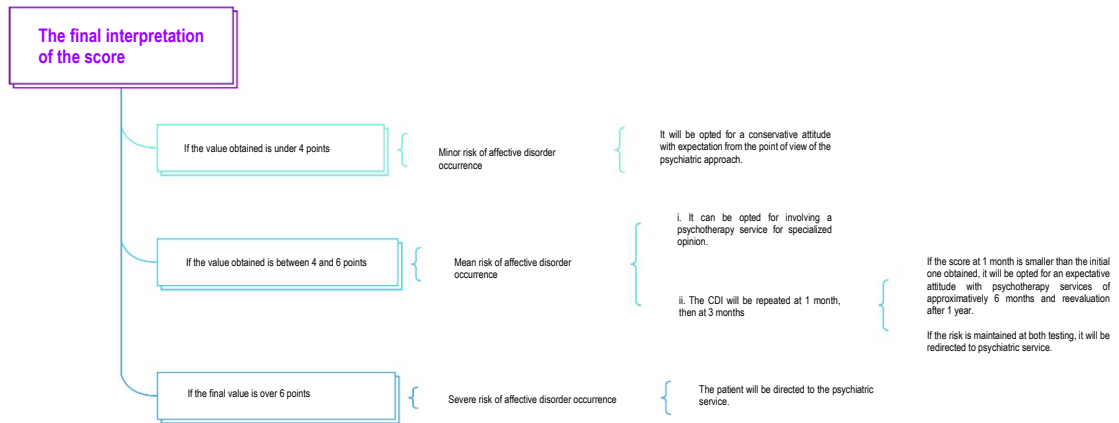 The final interpretation
of the score
If the value obtained is under 4 points
Minor risk of affective disorder
occurrence
It will be opted for a conservative attitude
with expectation from the point of view of the
psychiatric approach.
If the value obtained is between 4 and 6 points
Mean risk of affective disorder
occurrence
i. It can be opted for involving a
psychotherapy service for specialized
opinion.
ii. The CDI will be repeated at 1 month,
then at 3 months
If the score at 1 month is smaller than the initial
one obtained, it will be opted for an expectative
attitude with psychotherapy services of
approximatively 6 months and reevaluation
after 1 year.
If the risk is maintained at both testing, it will be
redirected to psychiatric service.
If the final value is over 6 points
Severe risk of affective disorder occurrence
The patient will be directed to the psychiatric
service.